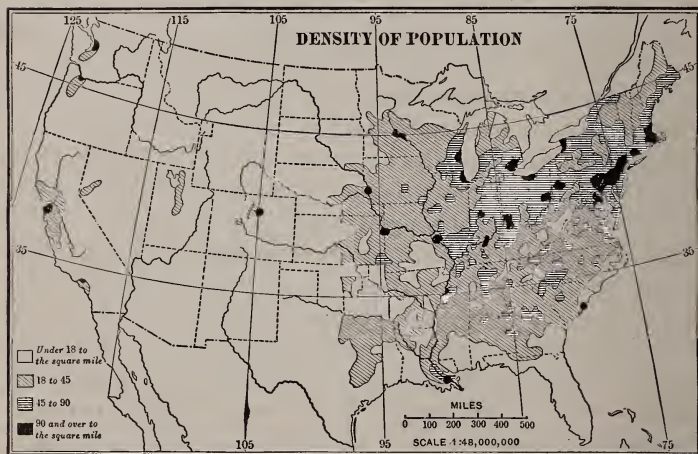 125
115
105
95
85
75
DENSITY OF POPULATION
45
45
35
35
Under 18 to
the square mile
18 to 45
45 to 90
90 and over to
the square mile
MILES
0 100 200 300 400 500
SCALE 1:48,000,000
105
95
85
75